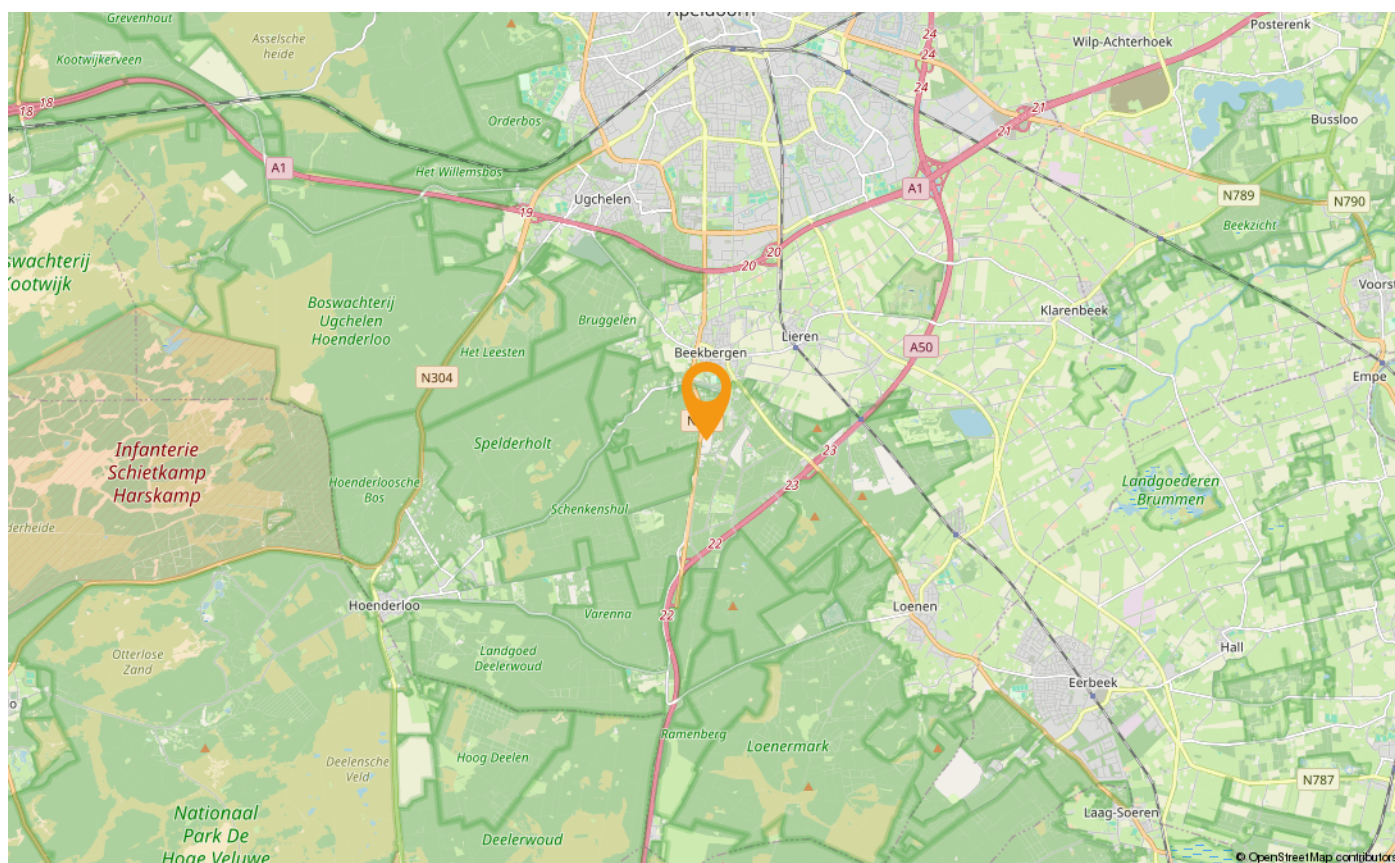 Grevenhout
Apeldoorn
Posterenk
Asselsche
heide
Wilp-Achterhoek
Kootwijkerveen
24
24
18
18
24
21
21
Bussloo
Orderbos
A1
Het Willemsbos
A1
N789
N790
Ugchelen
19
Beekzicht
20
20
swachterij
Kootwijk
Voorst
Boswachterij
Ugchelen
Hoenderloo
Bruggelen
Klarenbeek
Lieren
Het Leesten
Beekbergen
A50
N304
Empe
Spelderholt
Infanterie
Schietkamp
Harskamp
23
23
Hoenderloosche
Bos
Landgoederen
Brummen
Schenkenshul
derheide
22
Hoenderloo
22
Varenna
Loenen
Otterlose
Zand
Landgoed
Deelerwoud
Hall
Eerbeek
Ramenberg
Loenermark
Hoog Deelen
Deelensche
Veld
N787
Nationaal
Park De
Hoge Veluwe
Laag-Soeren
Deelerwoud
© OpenStreetMap contributors